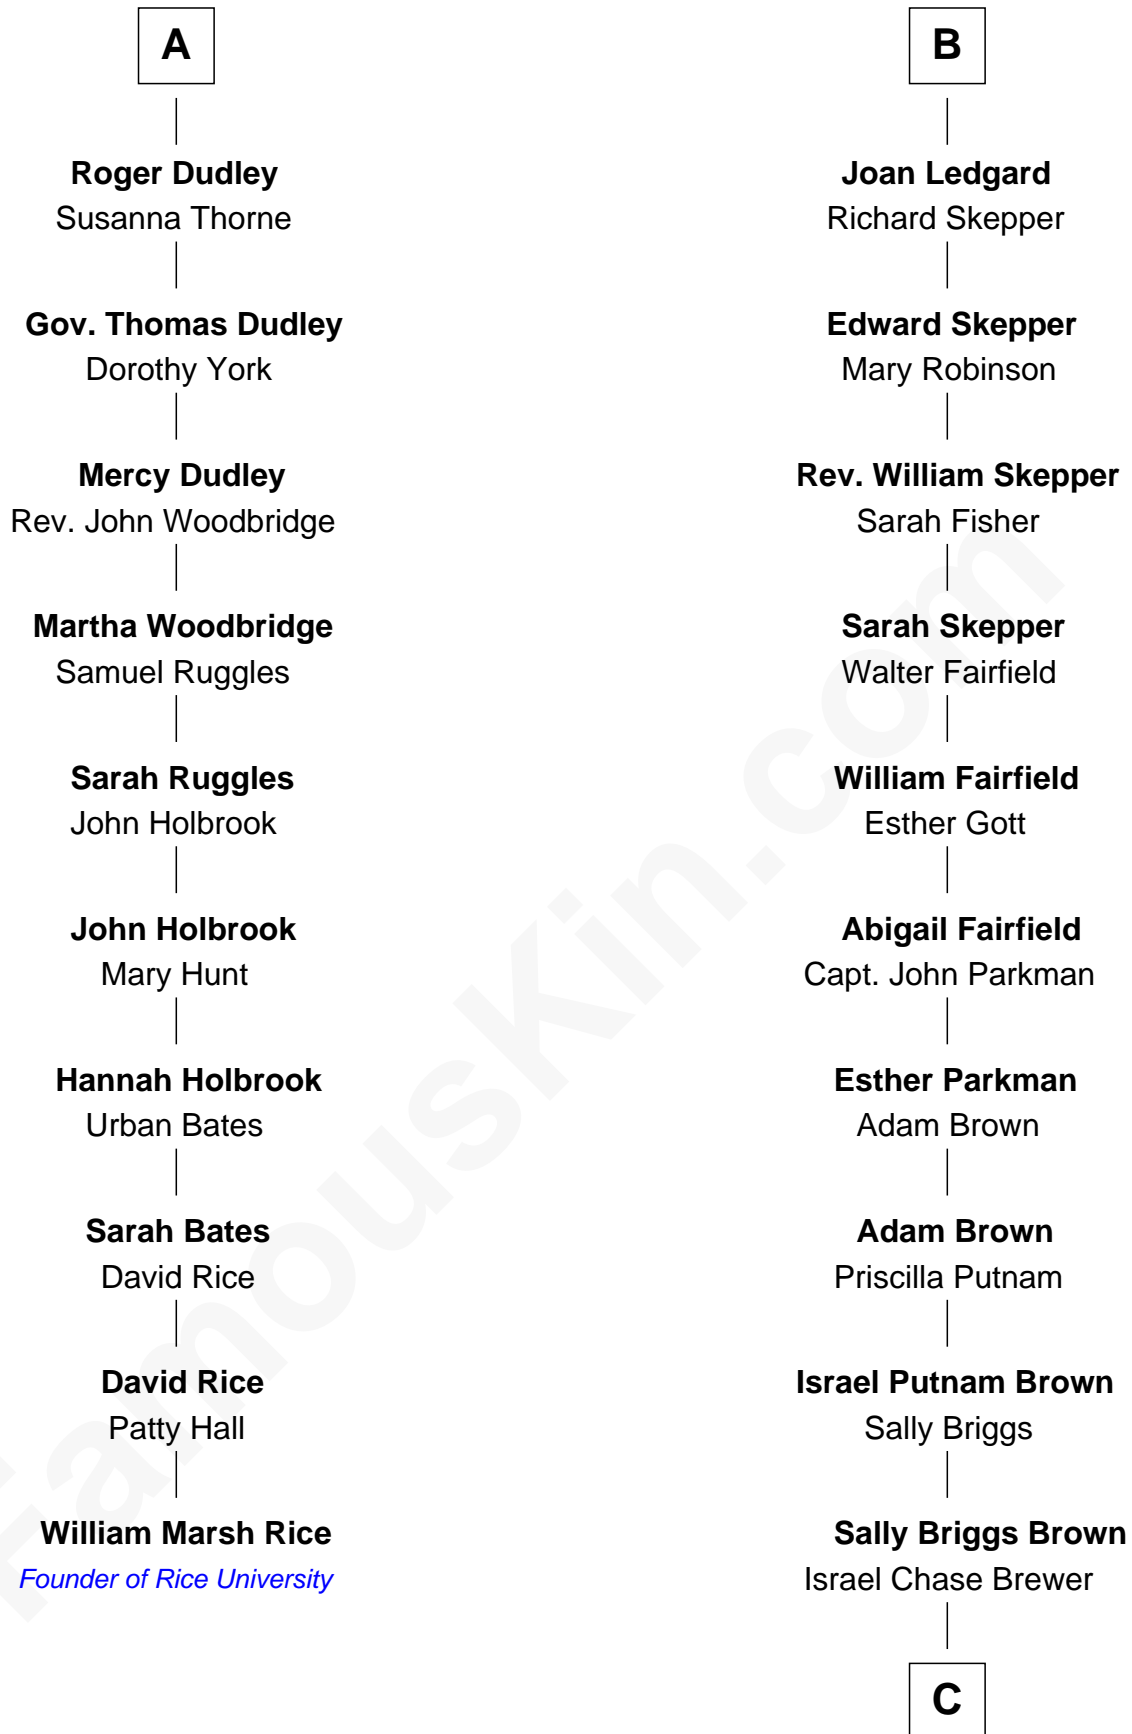 A
Roger Dudley
Susanna Thorne
Gov. Thomas Dudley
Dorothy York
Mercy Dudley
Rev. John Woodbridge
Martha Woodbridge
Samuel Ruggles
Sarah Ruggles
John Holbrook
John Holbrook
Mary Hunt
Hannah Holbrook
Urban Bates
Sarah Bates
David Rice
David Rice
Patty Hall
William Marsh Rice
Founder of Rice University
B
Joan Ledgard
Richard Skepper
Edward Skepper
Mary Robinson
Rev. William Skepper
Sarah Fisher
Sarah Skepper
Walter Fairfield
William Fairfield
Esther Gott
Abigail Fairfield
Capt. John Parkman
Esther Parkman
Adam Brown
Adam Brown
Priscilla Putnam
Israel Putnam Brown
Sally Briggs
Sally Briggs Brown
Israel Chase Brewer
C
FamousKin.com